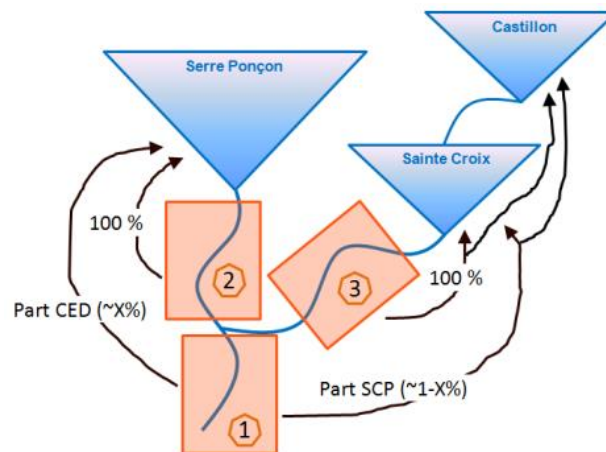 Castillon
Serre Ponçon
Sainte Croix
100 %
2
3
100 %
Part CED (~X%)
Part SCP (~1-X%)
1